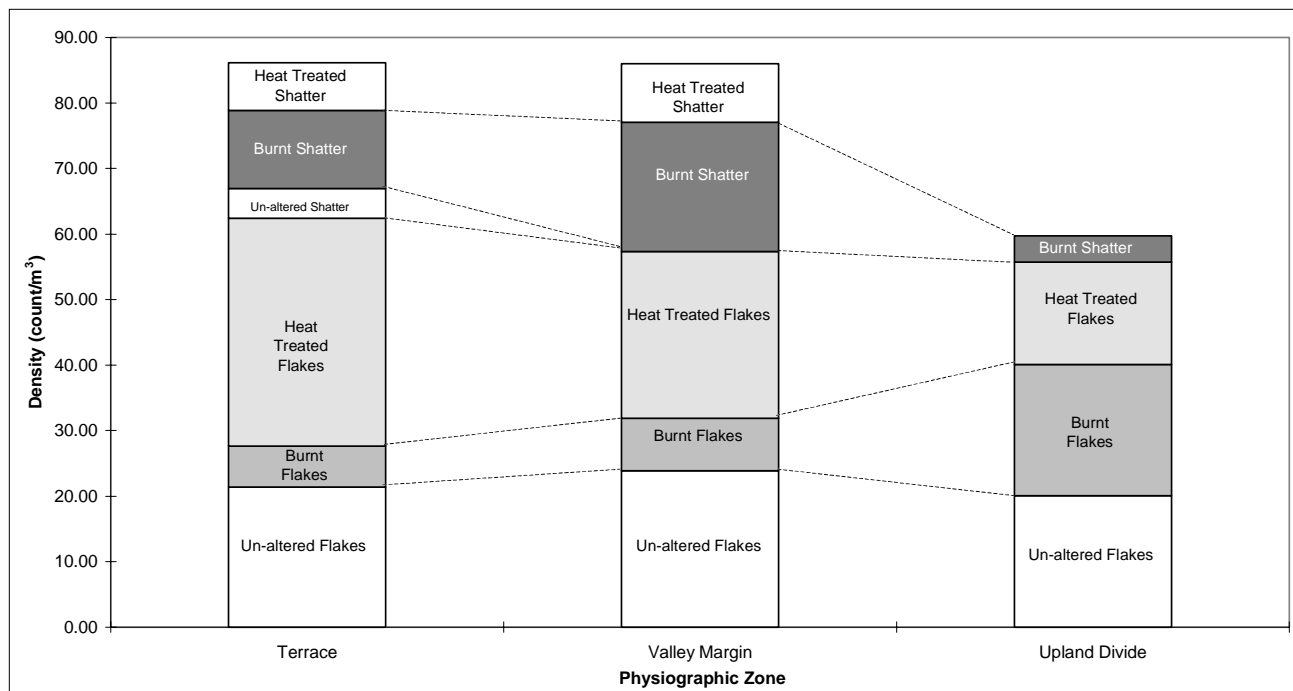 90.00
80.00
70.00
60.00
50.00
40.00
30.00
20.00
10.00
0.00
Density (count/m³)
Heat Treated
Shatter
Burnt Shatter
Un-altered Shatter
Heat
Treated
Flakes
Burnt
Flakes
Un-altered Flakes
Heat Treated
Shatter
Burnt Shatter
Heat Treated Flakes
Burnt Flakes
Un-altered Flakes
Burnt Shatter
Heat Treated
Flakes
Burnt
Flakes
Un-altered Flakes
Terrace
Valley Margin
Upland Divide
Physiographic Zone